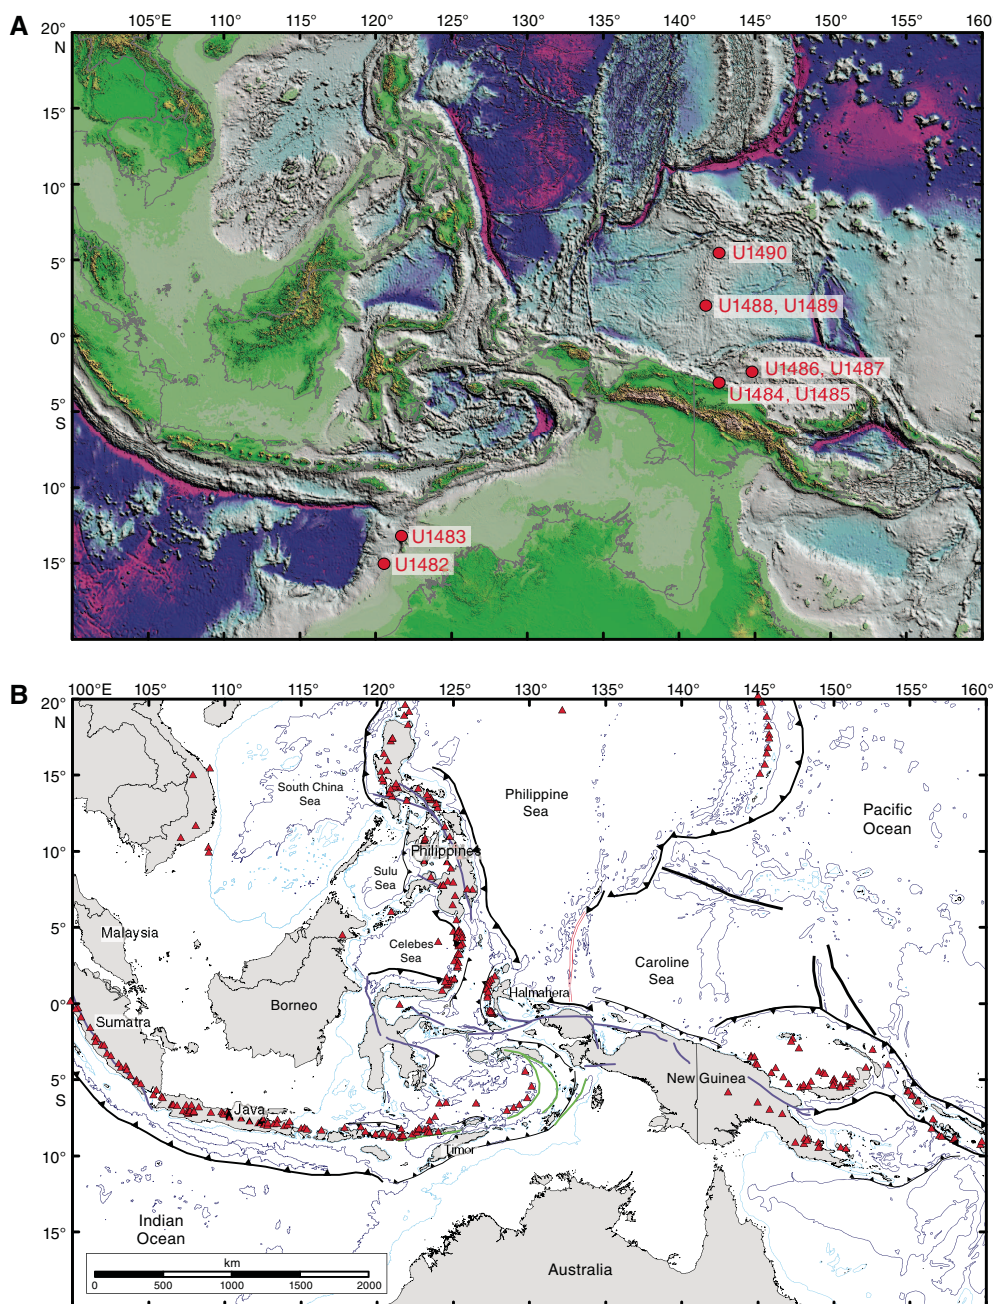 A
105°E 110° 115° 120° 125° 130° 135° 140° 145° 150° 155° 160
20°
N
15°
10°
5°
0°
5°
S
10°
15°
U1490
U1488, U1489
U1486, U1487
U1484, U1485
U1483
U1482
B
100°E 105° 110° 115° 120° 125° 130° 135° 140° 145° 150° 155° 160°
20°
N
15°
10°
5°
0°
5°
S
10°
15°
South China
Sea
Philippine
Sea
Pacific
Ocean
Philippines
Sulu
Sea
Malaysia
Celebes
Sea
Caroline
Sea
Halmahera
Borneo
Sumatra
New Guinea
Java
Timor
Indian
Ocean
Australia
km
0 500 1000 1500 2000